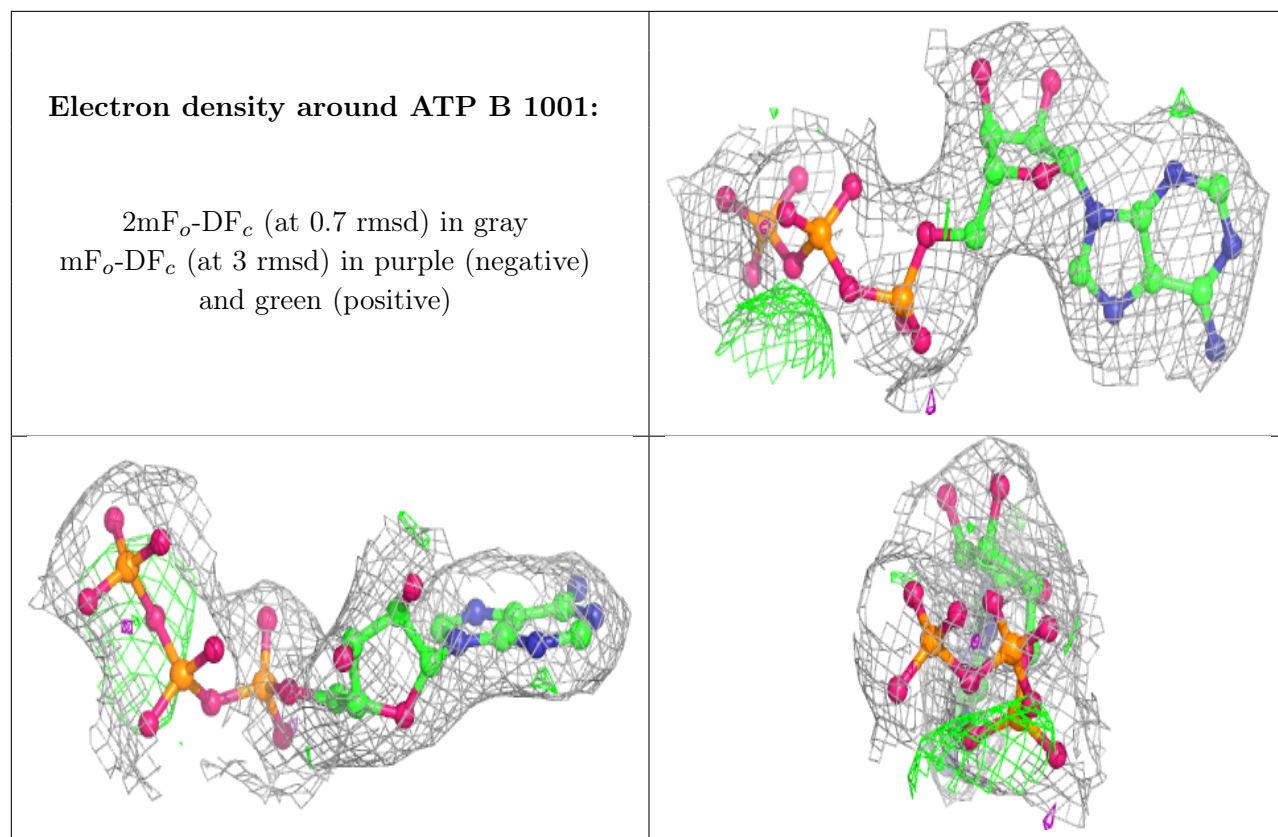 Electron density around ATP B 1001:
2mFo-DFc (at 0.7 rmsd) in gray
mFo-DFc (at 3 rmsd) in purple (negative)
and green (positive)